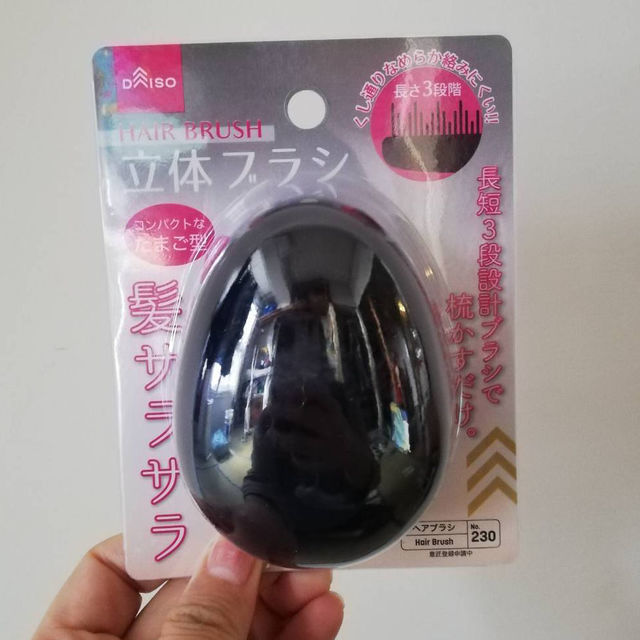 DAISO
HAIR BRUSH
立体ブラシ
コンパクトな
たまご型
髪サラサラ
くし通りなめらか絡みにくい!!
長さ3段階
長短3段設計ブラシで
梳かすだけ。
ヘアブラシ
Hair Brush
No.
230
意匠登録申請中